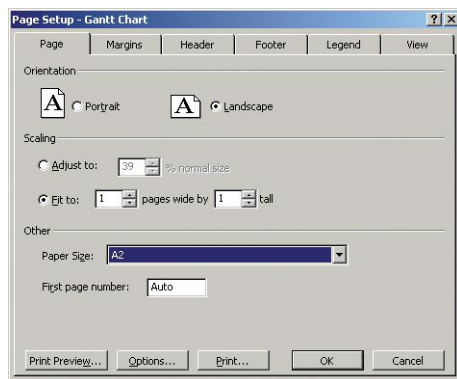 Page Setup - Gantt Chart
Page Margins Header Footer Legend View
Orientation
A Portrait A Landscape
Scaling
Adjust to: 39 % normal size
Fit to: 1 pages wide by 1 tall
Other
Paper Size: A2
First page number: Auto
Print Preview... Options... Print... OK Cancel